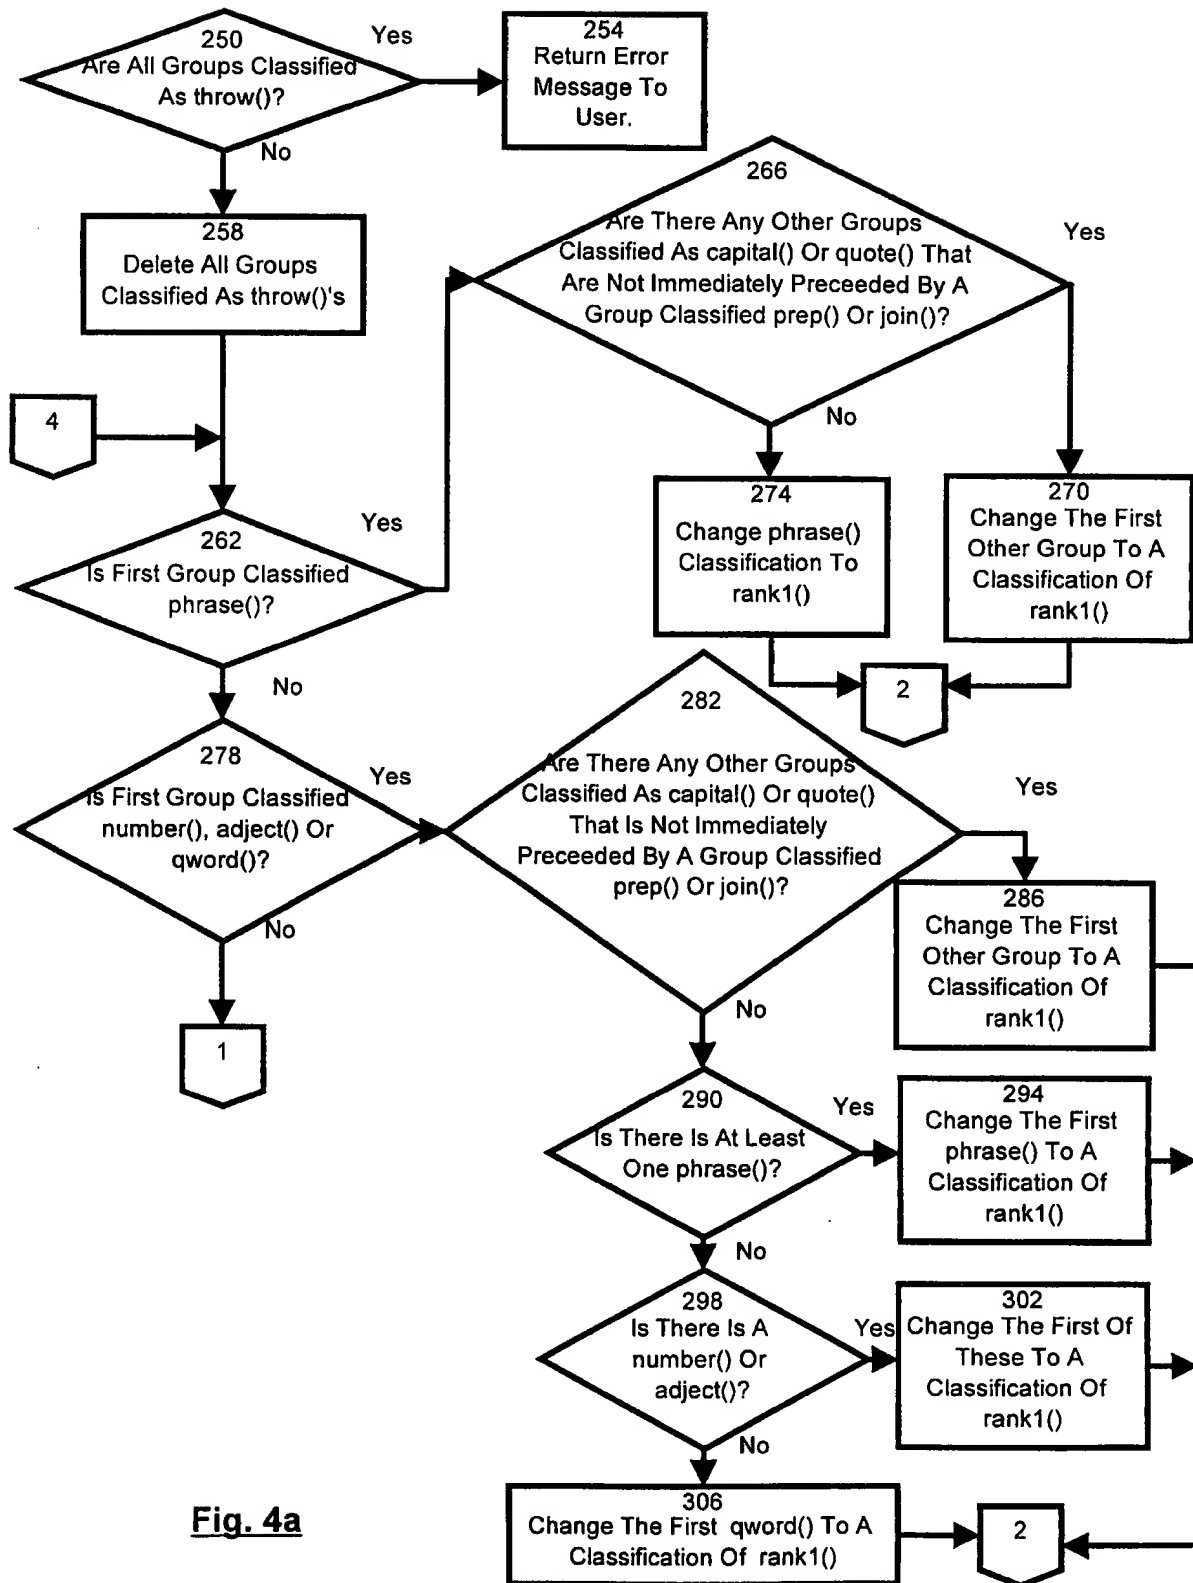 250
Are All Groups Classified
As throw()?
Yes
No
254
Return Error
Message To
User.
258
Delete All Groups
Classified As throw()'s
266
Are There Any Other Groups
Classified As capital() Or quote() That
Are Not Immediately Preceeded By A
Group Classified prep() Or join()?
Yes
No
4
262
Is First Group Classified
phrase()?
Yes
No
274
Change phrase()
Classification To
rank1()
270
Change The First
Other Group To A
Classification Of
rank1()
2
278
Is First Group Classified
number(), adject() Or
qword()?
Yes
No
282
Are There Any Other Groups
Classified As capital() Or quote()
That Is Not Immediately
Preceeded By A Group Classified
prep() Or join()?
Yes
No
286
Change The First
Other Group To A
Classification Of
rank1()
1
290
Is There Is At Least
One phrase()?
Yes
No
294
Change The First
phrase() To A
Classification Of
rank1()
298
Is There Is A
number() Or
adject()?
Yes
No
302
Change The First Of
These To A
Classification Of
rank1()
306
Change The First qword() To A
Classification Of rank1()
2
Fig. 4a